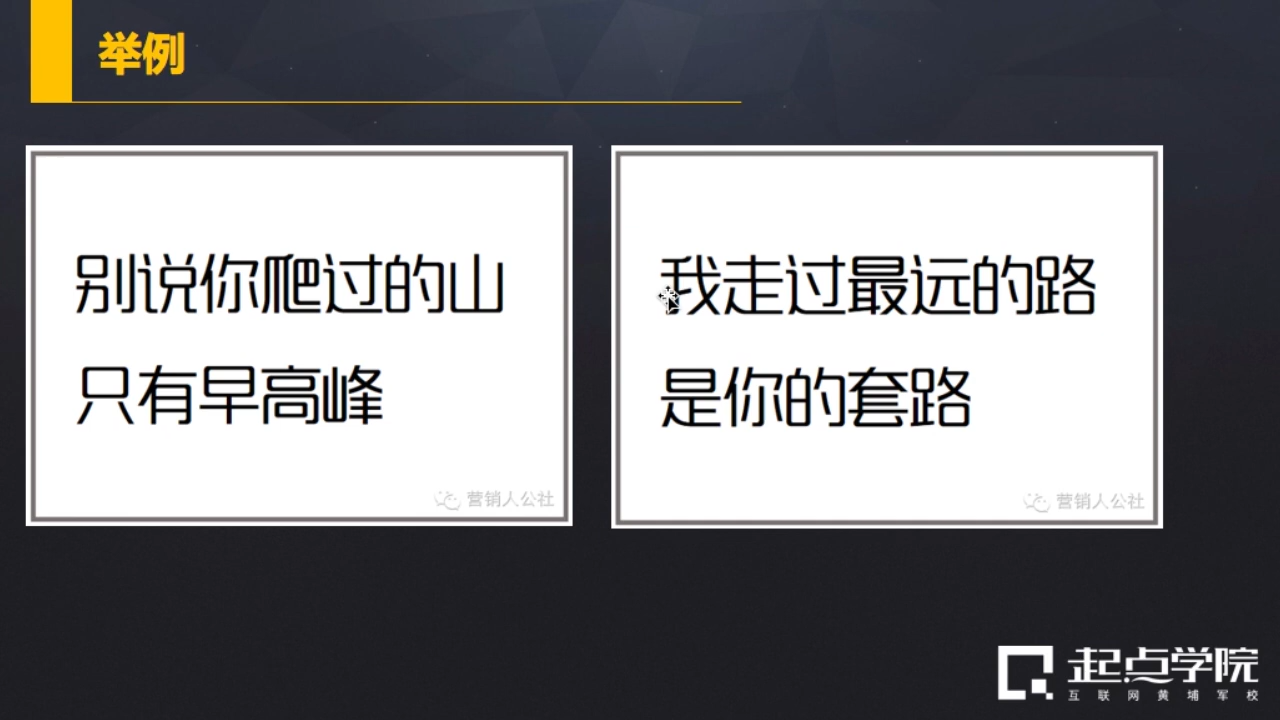 举例
别说你爬过的山
只有早高峰
营销人公社
我走过最远的路
是你的套路
营销人公社
起点学院
互联网黄埔军校